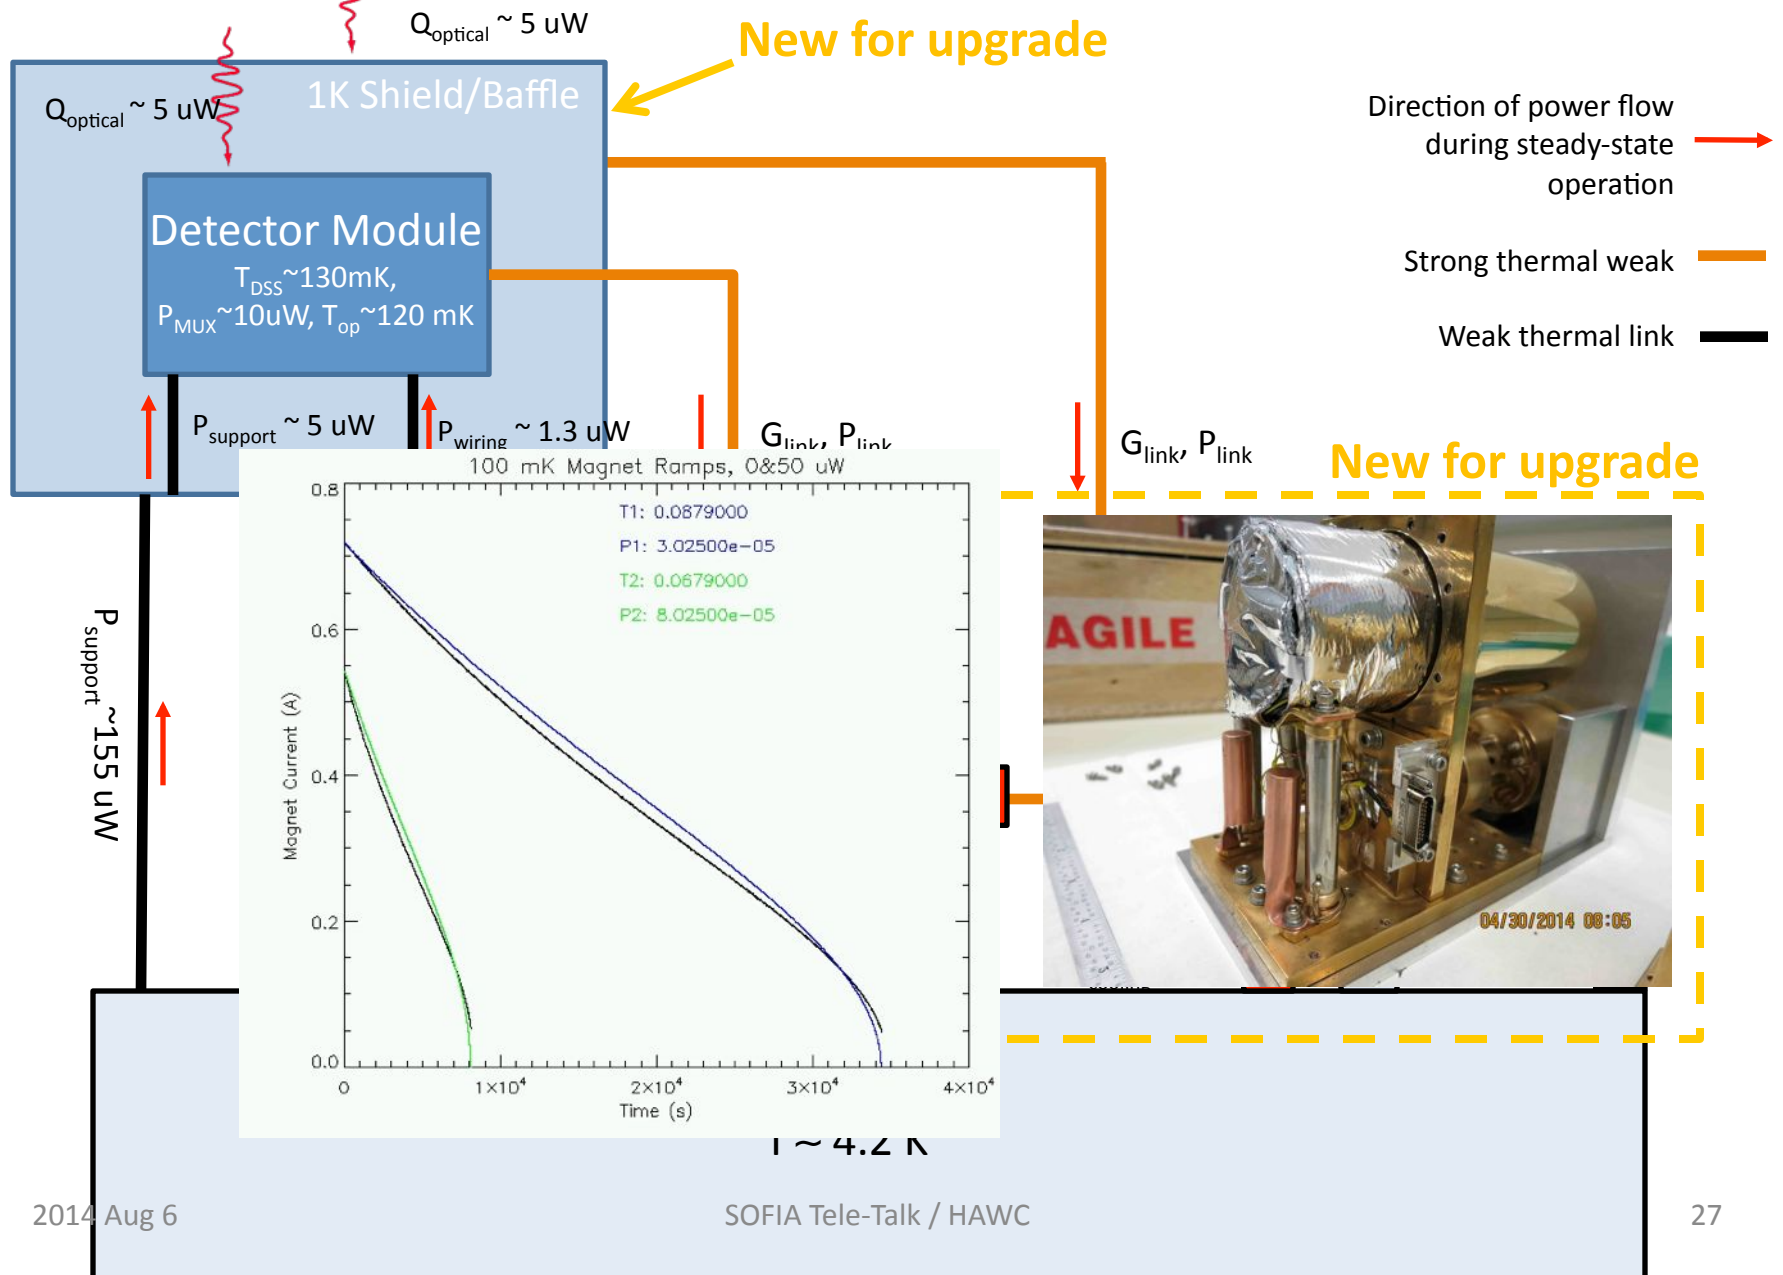 Q_optical ~ 5 uW
New for upgrade
1K Shield/Baffle
Q_optical ~ 5 uW
Direction of power flow
during steady-state
operation
Detector Module
T_DSS~130mK,
P_MUX~10uW, T_op~120 mK
Strong thermal weak
Weak thermal link
P_support ~ 5 uW
P_wiring ~ 1.3 uW
G_link, P_link
G_link, P_link
New for upgrade
100 mK Magnet Ramps, 0&50 uW
T1: 0.0879000
P1: 3.02500e-05
T2: 0.0679000
P2: 8.02500e-05
0.8
0.6
0.4
0.2
0.0
Magnet Current (A)
0
1×10⁴
2×10⁴
3×10⁴
4×10⁴
Time (s)
P_support ~155 uW
AGILE
04/30/2014 08:05
T ~ 4.2 K
2014 Aug 6
SOFIA Tele-Talk / HAWC
27